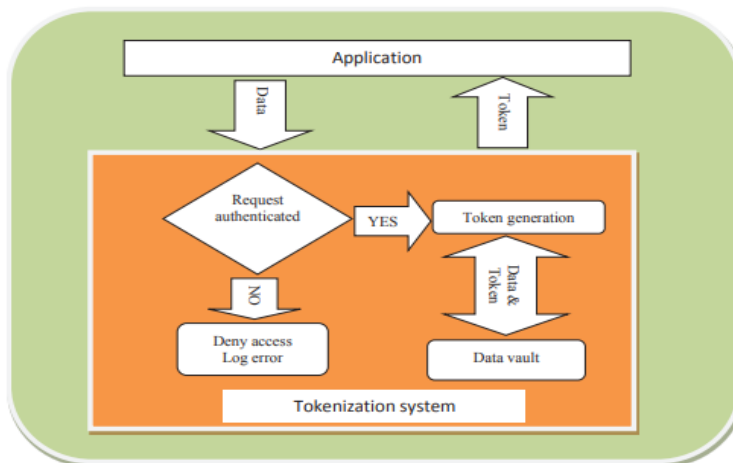 Application
Data
Token
Request
authenticated
YES
Token generation
NO
Data &
Token
Deny access
Log error
Data vault
Tokenization system